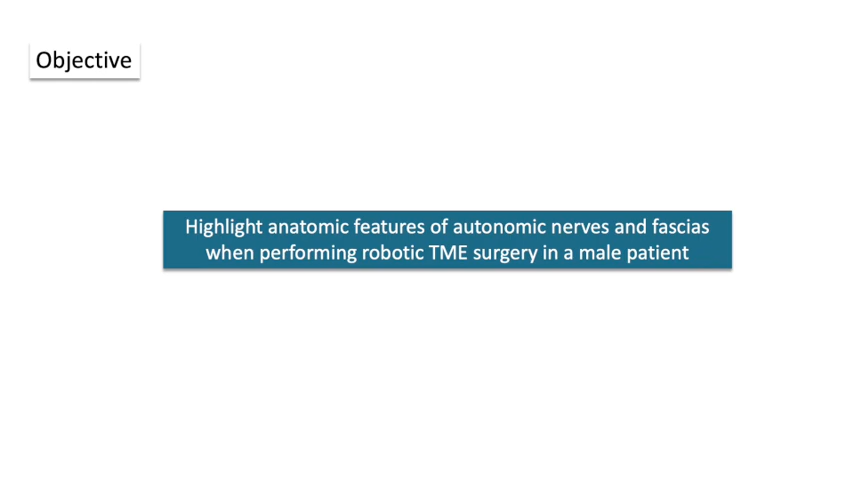 Objective
Highlight anatomic features of autonomic nerves and fascias
when performing robotic TME surgery in a male patient